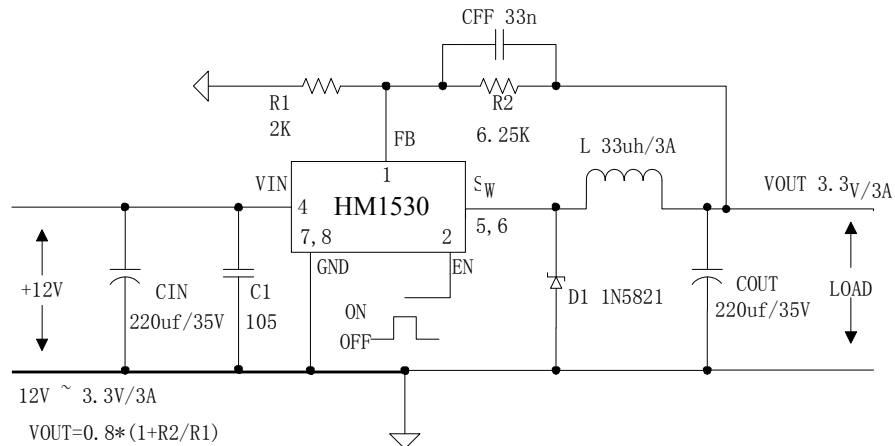 CFF 33n
R1
2K
R2
6.25K
FB
L 33uh/3A
VIN
1
SW
VOUT 3.3V/3A
4
HM1530
5,6
7,8
2
GND
EN
+12V
CIN
220uf/35V
C1
105
ON
OFF
D1 1N5821
COUT
220uf/35V
LOAD
12V ~ 3.3V/3A
VOUT=0.8*(1+R2/R1)